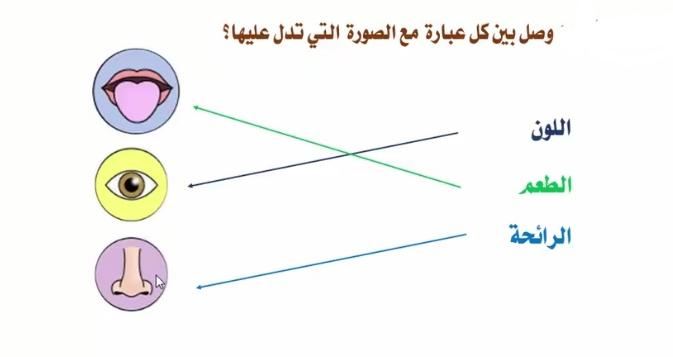 وصل بين كل عبارة مع الصورة التي تدل عليها؟
اللون
الطعم
الرائحة